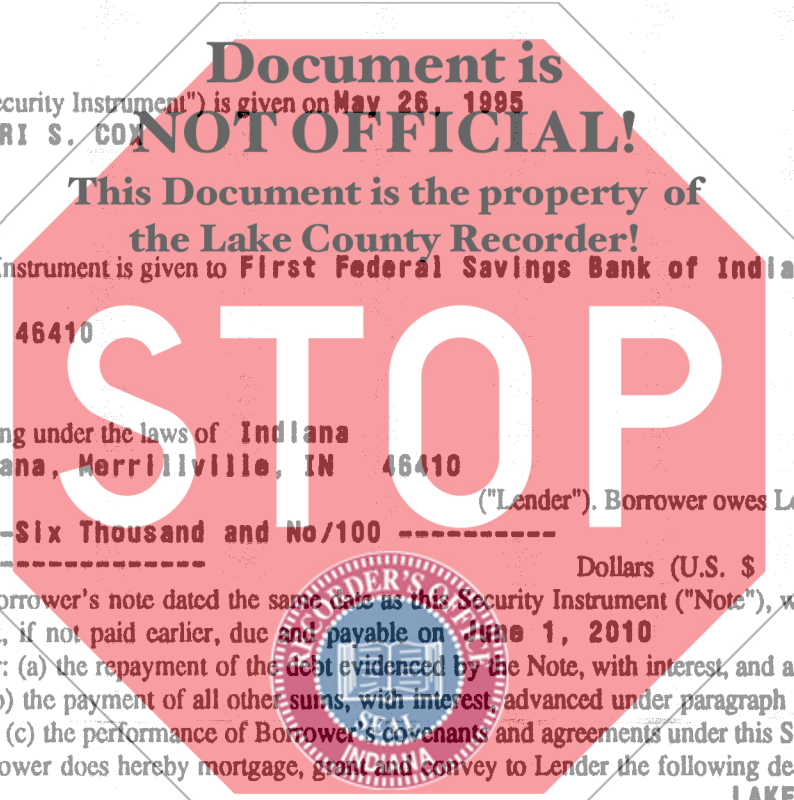 Document is
ecurity Instrument") is given on May 26, 1995
RI S. COX
NOT OFFICIAL!
This Document is the property of
the Lake County Recorder!
Instrument is given to First Federal Savings Bank of India
46410
STOP
ng under the laws of Indiana
ana, Merrillville, IN 46410
("Lender"). Borrower owes Le
-Six Thousand and No/100 ----------
-------------
Dollars (U.S. $
orrower's note dated the same date as this Security Instrument ("Note"), w
, if not paid earlier, due and payable on June 1, 2010
r: (a) the repayment of the debt evidenced by the Note, with interest, and a
b) the payment of all other sums, with interest, advanced under paragraph
(c) the performance of Borrower's covenants and agreements under this S
ower does hereby mortgage, grant and convey to Lender the following de
LAKE
RECORDER'S OFFICE
SEAL
INDIANA